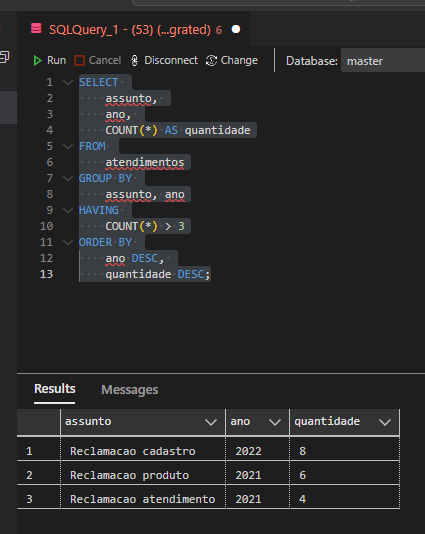 SQLQuery_1 - (53) (...grated) 6
Run Cancel Disconnect Change Database: master
1 SELECT
2 assunto,
3 ano,
4 COUNT(*) AS quantidade
5 FROM
6 atendimentos
7 GROUP BY
8 assunto, ano
9 HAVING
10 COUNT(*) > 3
11 ORDER BY
12 ano DESC,
13 quantidade DESC;
Results Messages
assunto ano quantidade
1 Reclamacao cadastro 2022 8
2 Reclamacao produto 2021 6
3 Reclamacao atendimento 2021 4